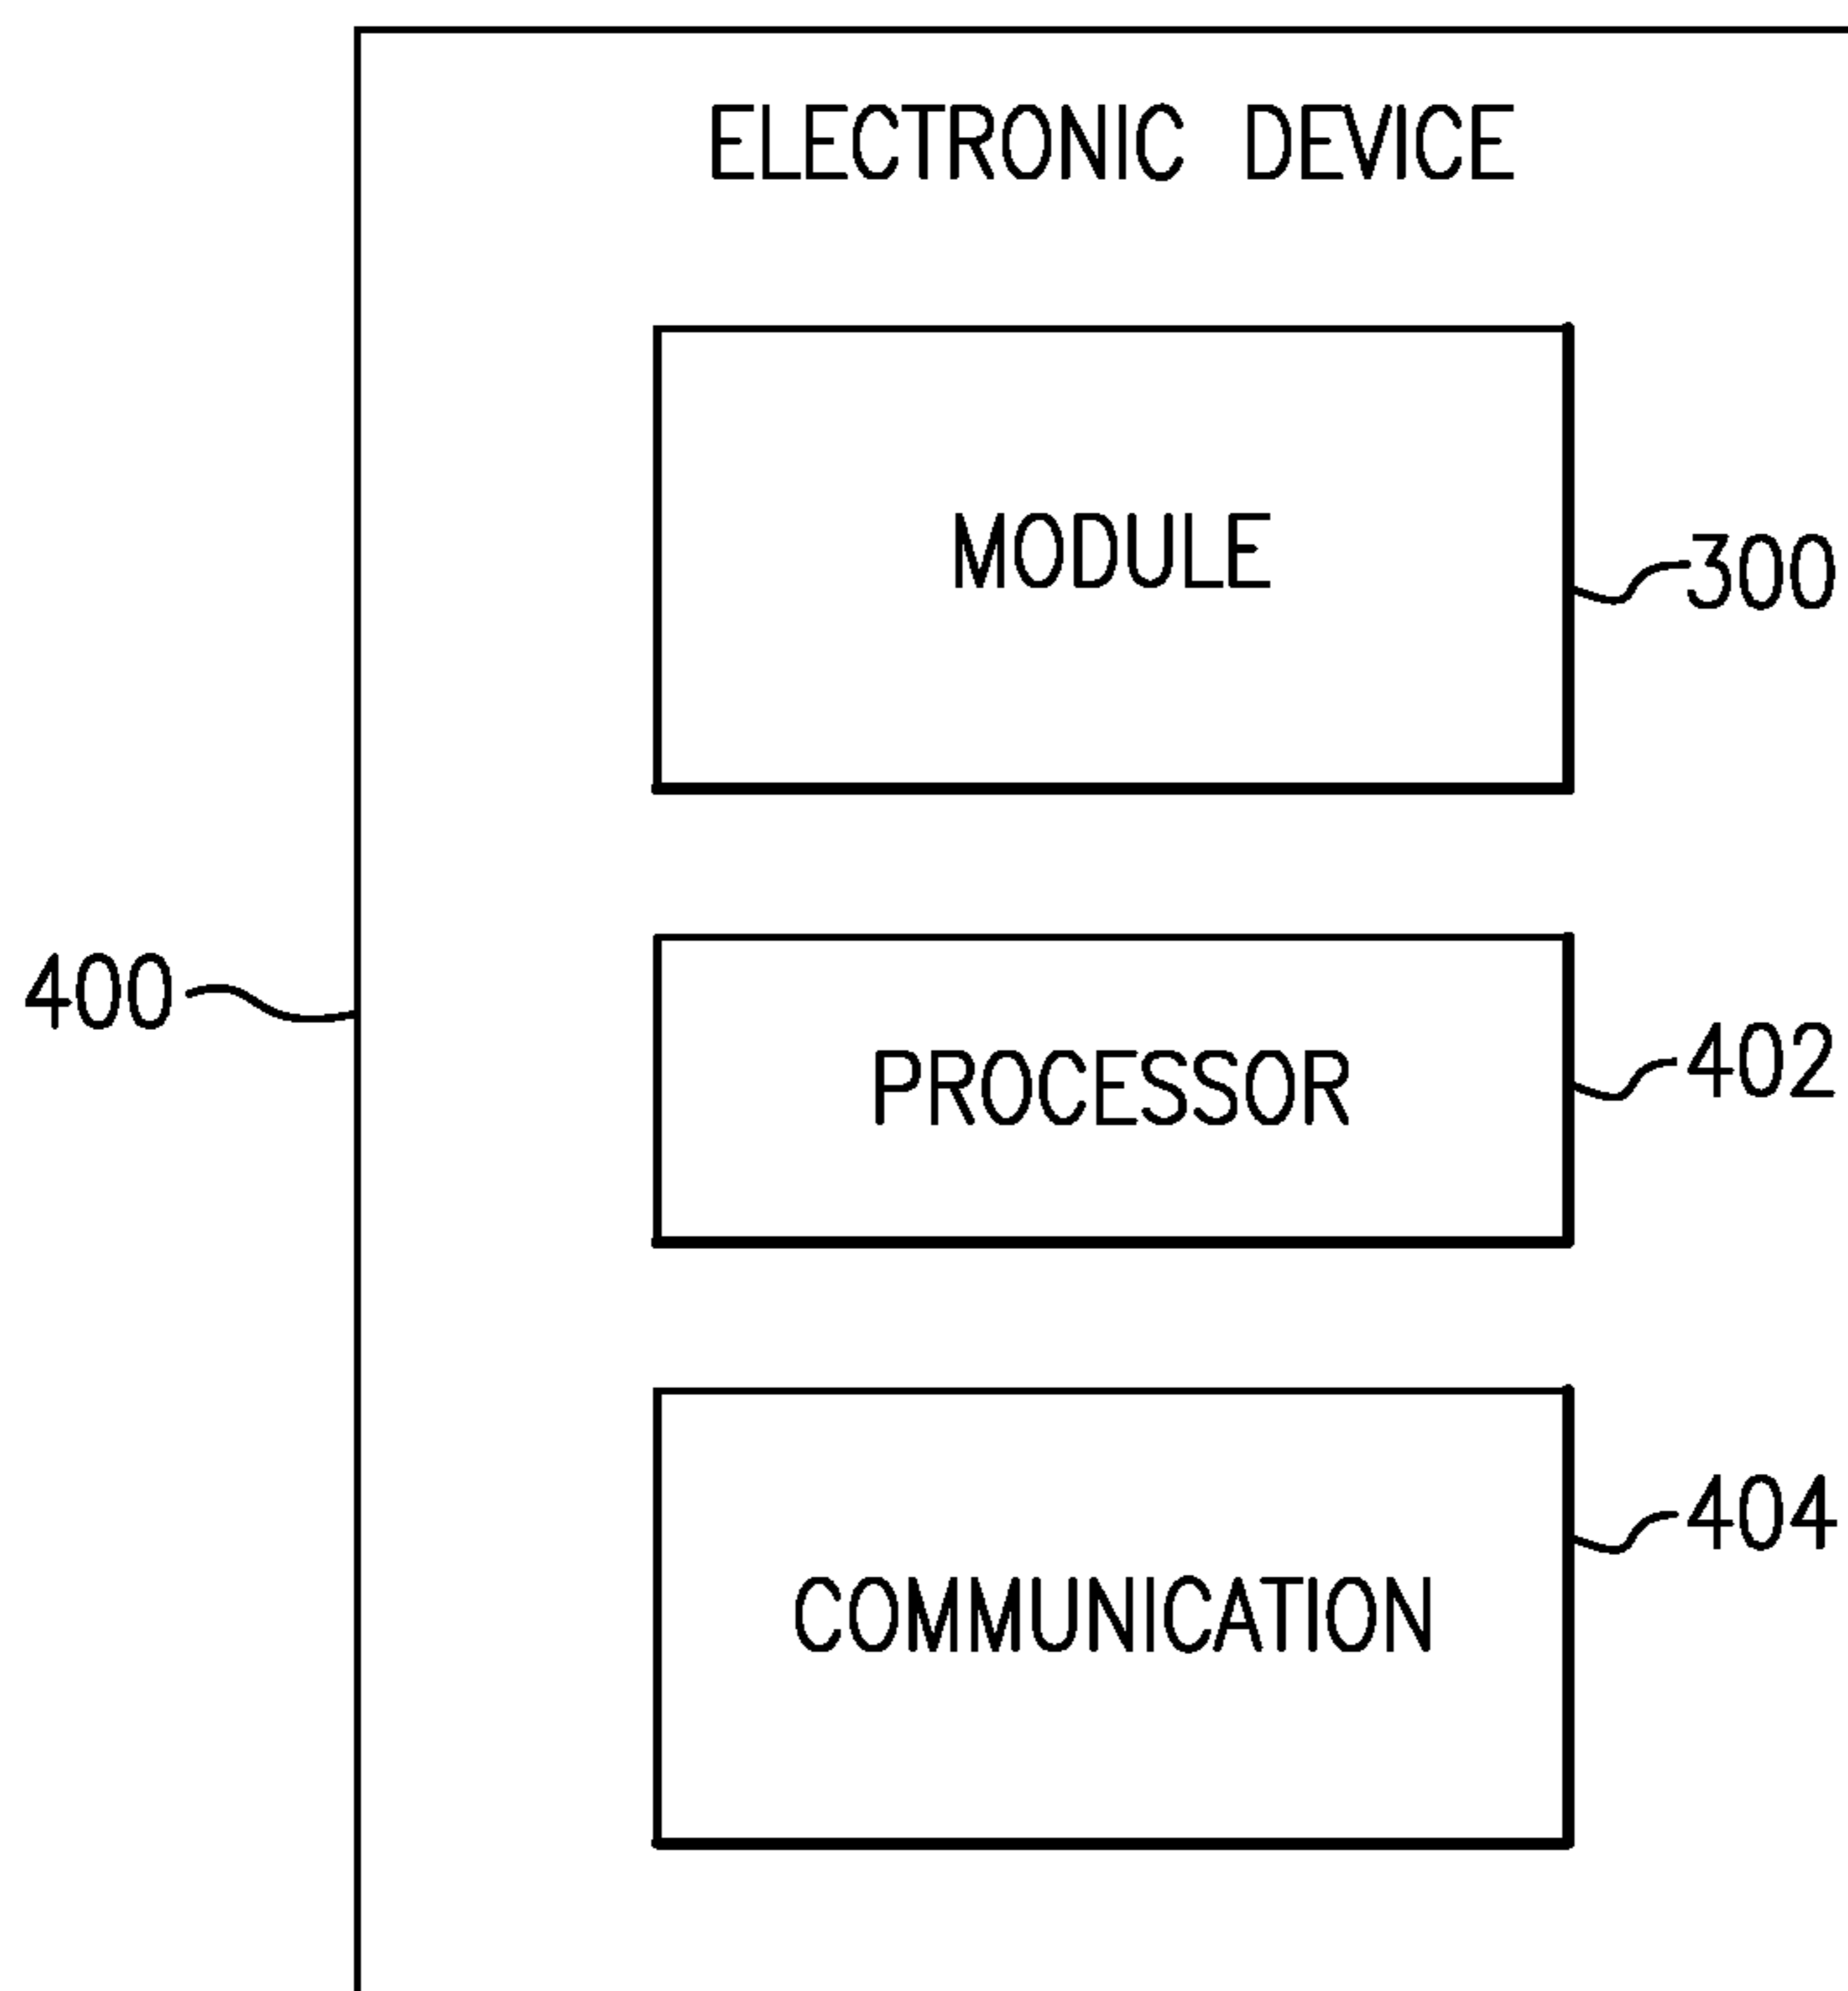 ELECTRONIC DEVICE
MODULE
300
400
PROCESSOR
402
404
COMMUNICATION